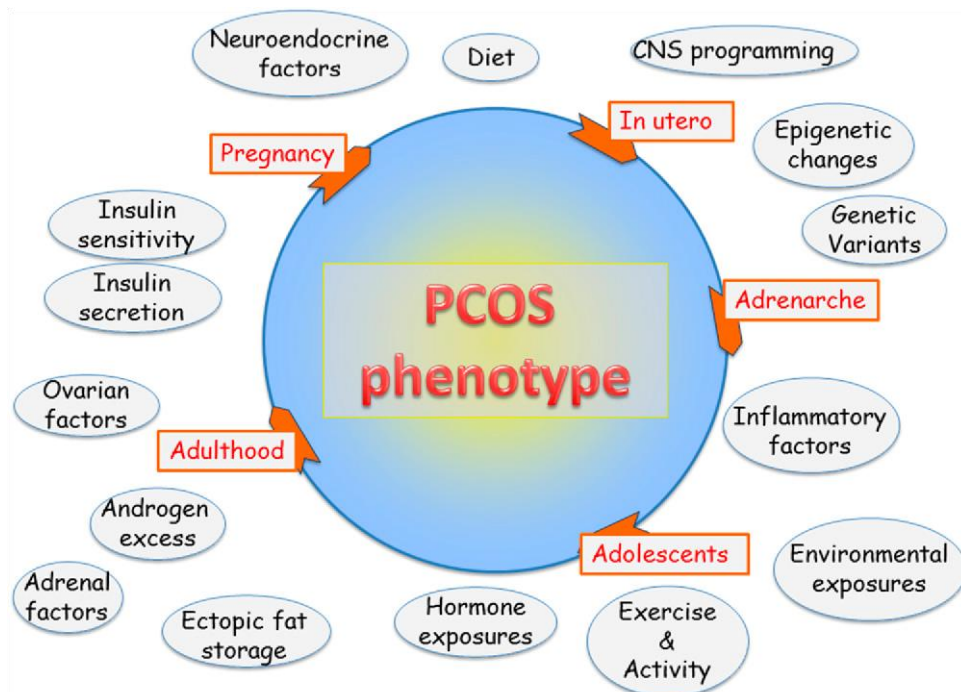 Neuroendocrine
factors
Diet
CNS programming
In utero
Pregnancy
Epigenetic
changes
Insulin
sensitivity
Genetic
Variants
Insulin
secretion
PCOS
phenotype
Adrenarche
Ovarian
factors
Inflammatory
factors
Adulthood
Androgen
excess
Adolescents
Environmental
exposures
Adrenal
factors
Ectopic fat
storage
Hormone
exposures
Exercise
&
Activity